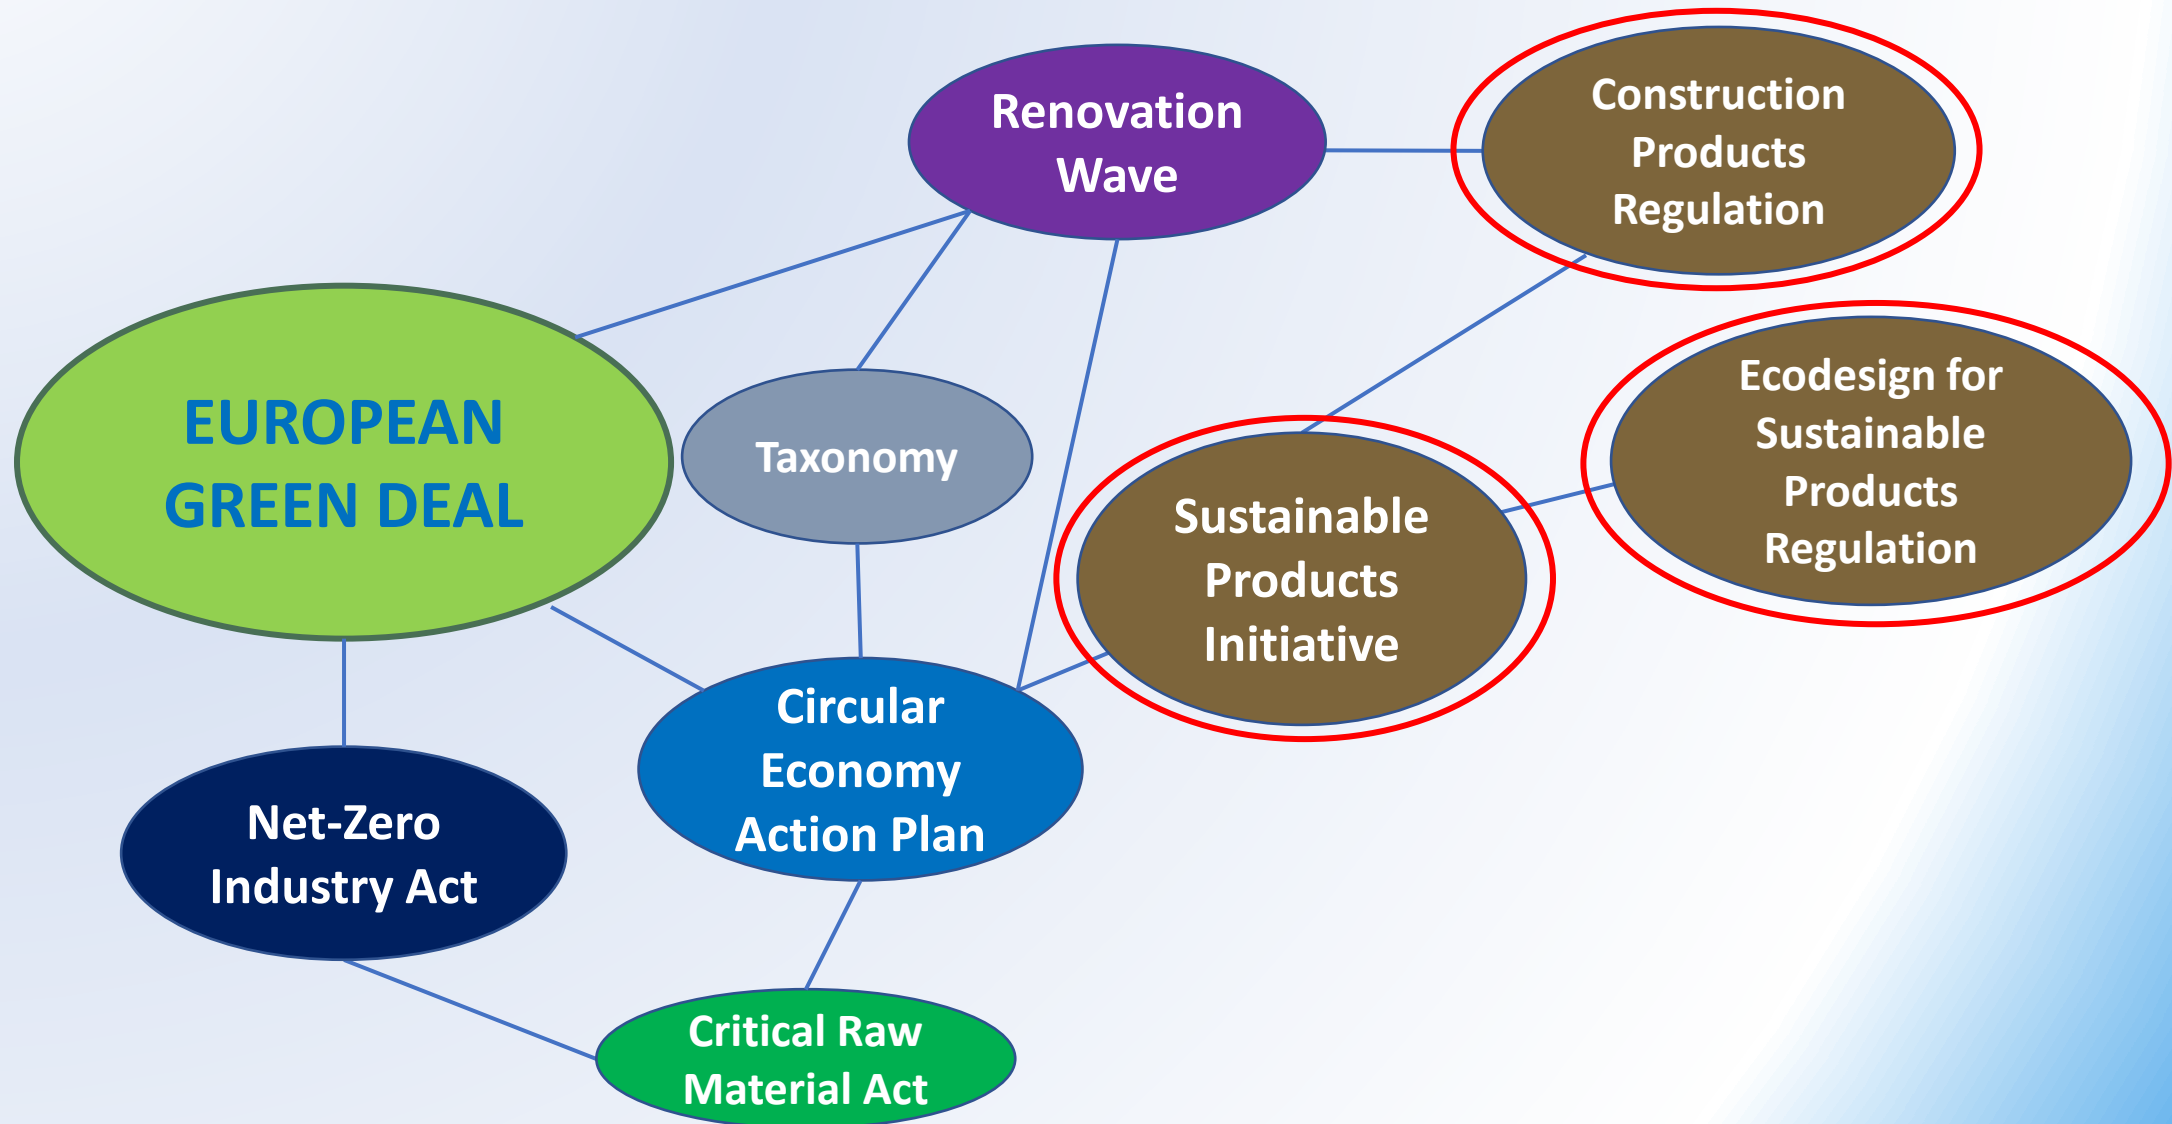 Renovation
Wave
Construction
Products
Regulation
EUROPEAN
GREEN DEAL
Taxonomy
Ecodesign for
Sustainable
Products
Regulation
Sustainable
Products
Initiative
Circular
Economy
Action Plan
Net-Zero
Industry Act
Critical Raw
Material Act